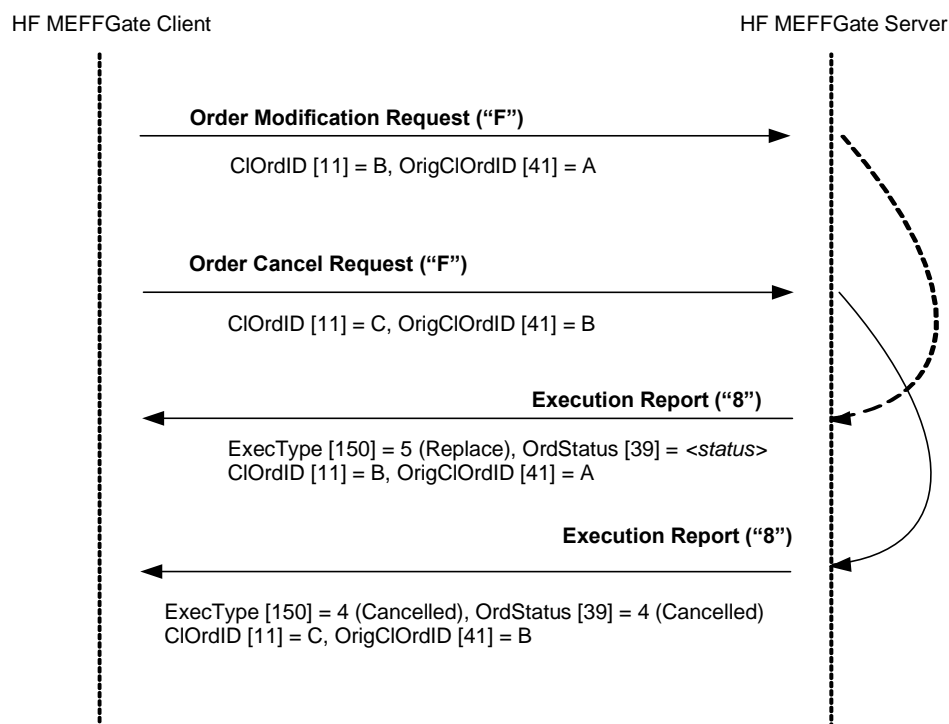 HF MEFFGate Client
HF MEFFGate Server
Order Modification Request (“F”)
ClOrdID [11] = B, OrigClOrdID [41] = A
Order Cancel Request (“F”)
ClOrdID [11] = C, OrigClOrdID [41] = B
Execution Report (“8”)
ExecType [150] = 5 (Replace), OrdStatus [39] = <status>
ClOrdID [11] = B, OrigClOrdID [41] = A
Execution Report (“8”)
ExecType [150] = 4 (Cancelled), OrdStatus [39] = 4 (Cancelled)
ClOrdID [11] = C, OrigClOrdID [41] = B